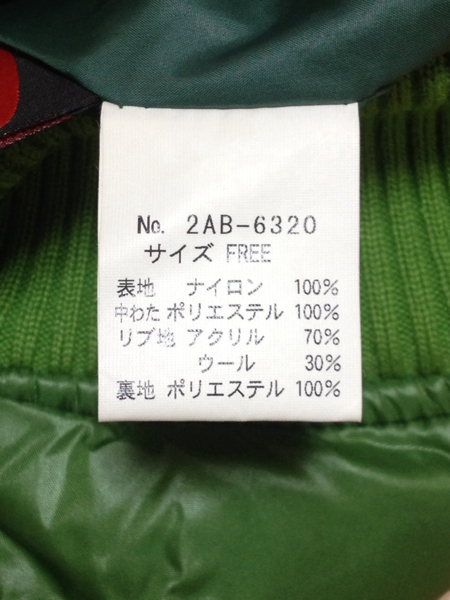 No. 2AB-6320
サイズ FREE
表地 ナイロン 100%
中わた ポリエステル 100%
リブ地 アクリル 70%
ウール 30%
裏地 ポリエステル 100%